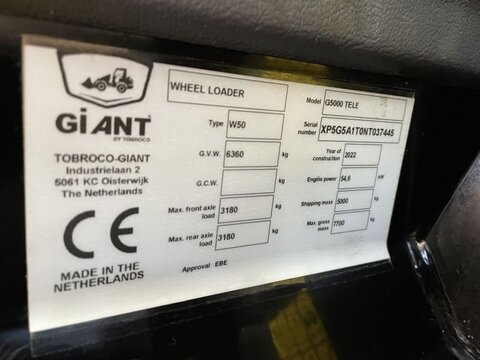 GiANT
BY TOBROCO
TOBROCO-GIANT
Industrielaan 2
5061 KC Oisterwijk
The Netherlands
CE
MADE IN THE
NETHERLANDS
WHEEL LOADER
Type W50
G.V.W. 6360 kg
G.C.W. kg
Max. front axle load 3180 kg
Max. rear axle load 3180 kg
Approval EBE
Model G5000 TELE
Serial number XP5G5A1T0NT037445
Year of construction 2022
Engine power 54,6 kW
Shipping mass 5000 kg
Max. gross mass 7700 kg